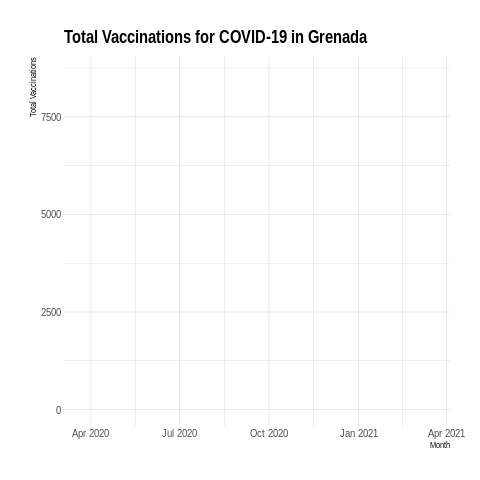 Total Vaccinations for COVID-19 in Grenada
Total Vaccinations
7500
5000
2500
0
Apr 2020 Jul 2020 Oct 2020 Jan 2021 Apr 2021
Month